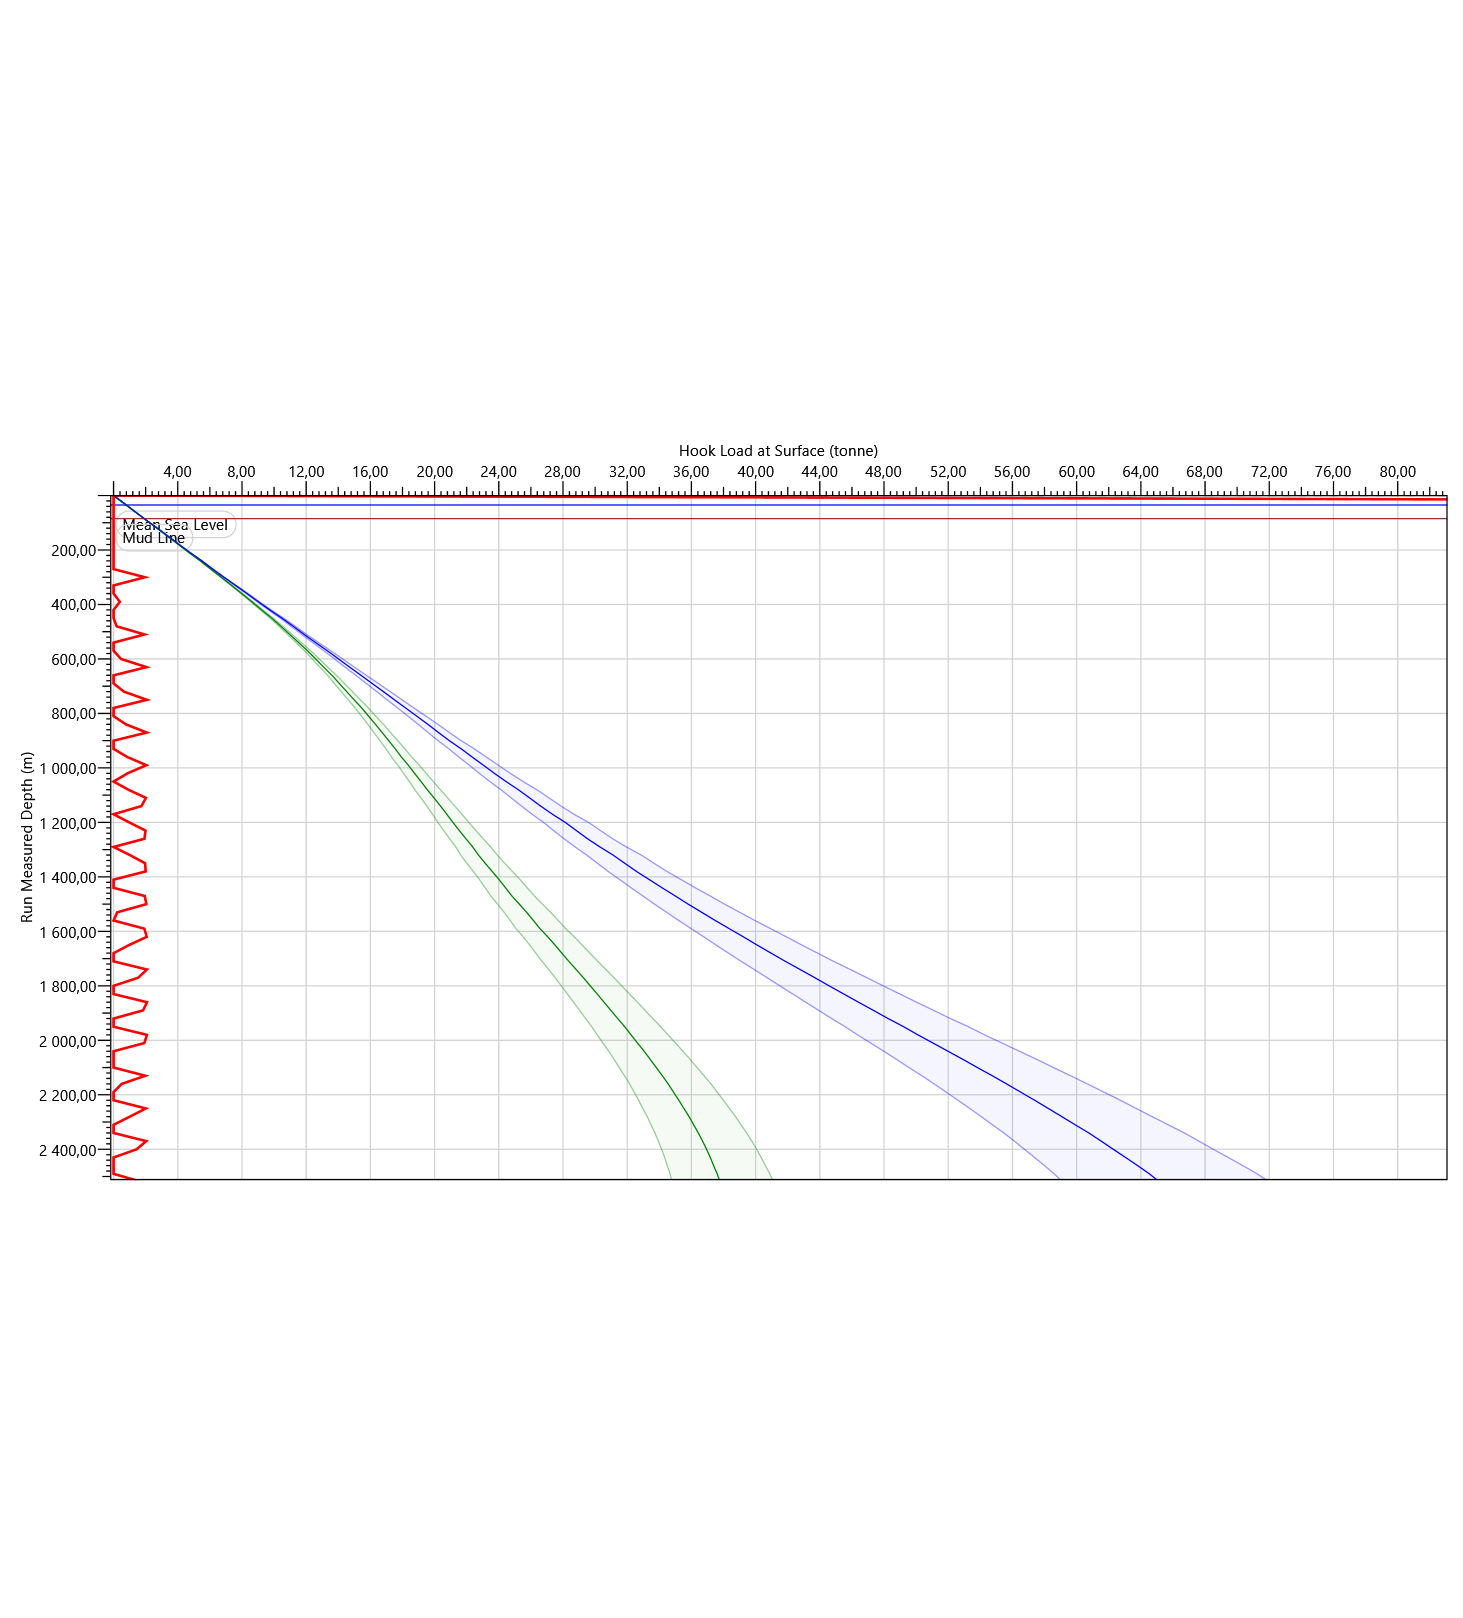 Hook Load at Surface (tonne)
4,00 8,00 12,00 16,00 20,00 24,00 28,00 32,00 36,00 40,00 44,00 48,00 52,00 56,00 60,00 64,00 68,00 72,00 76,00 80,00
Mean Sea Level
Mud Line
200,00
400,00
600,00
800,00
1 000,00
1 200,00
1 400,00
1 600,00
1 800,00
2 000,00
2 200,00
2 400,00
Run Measured Depth (m)